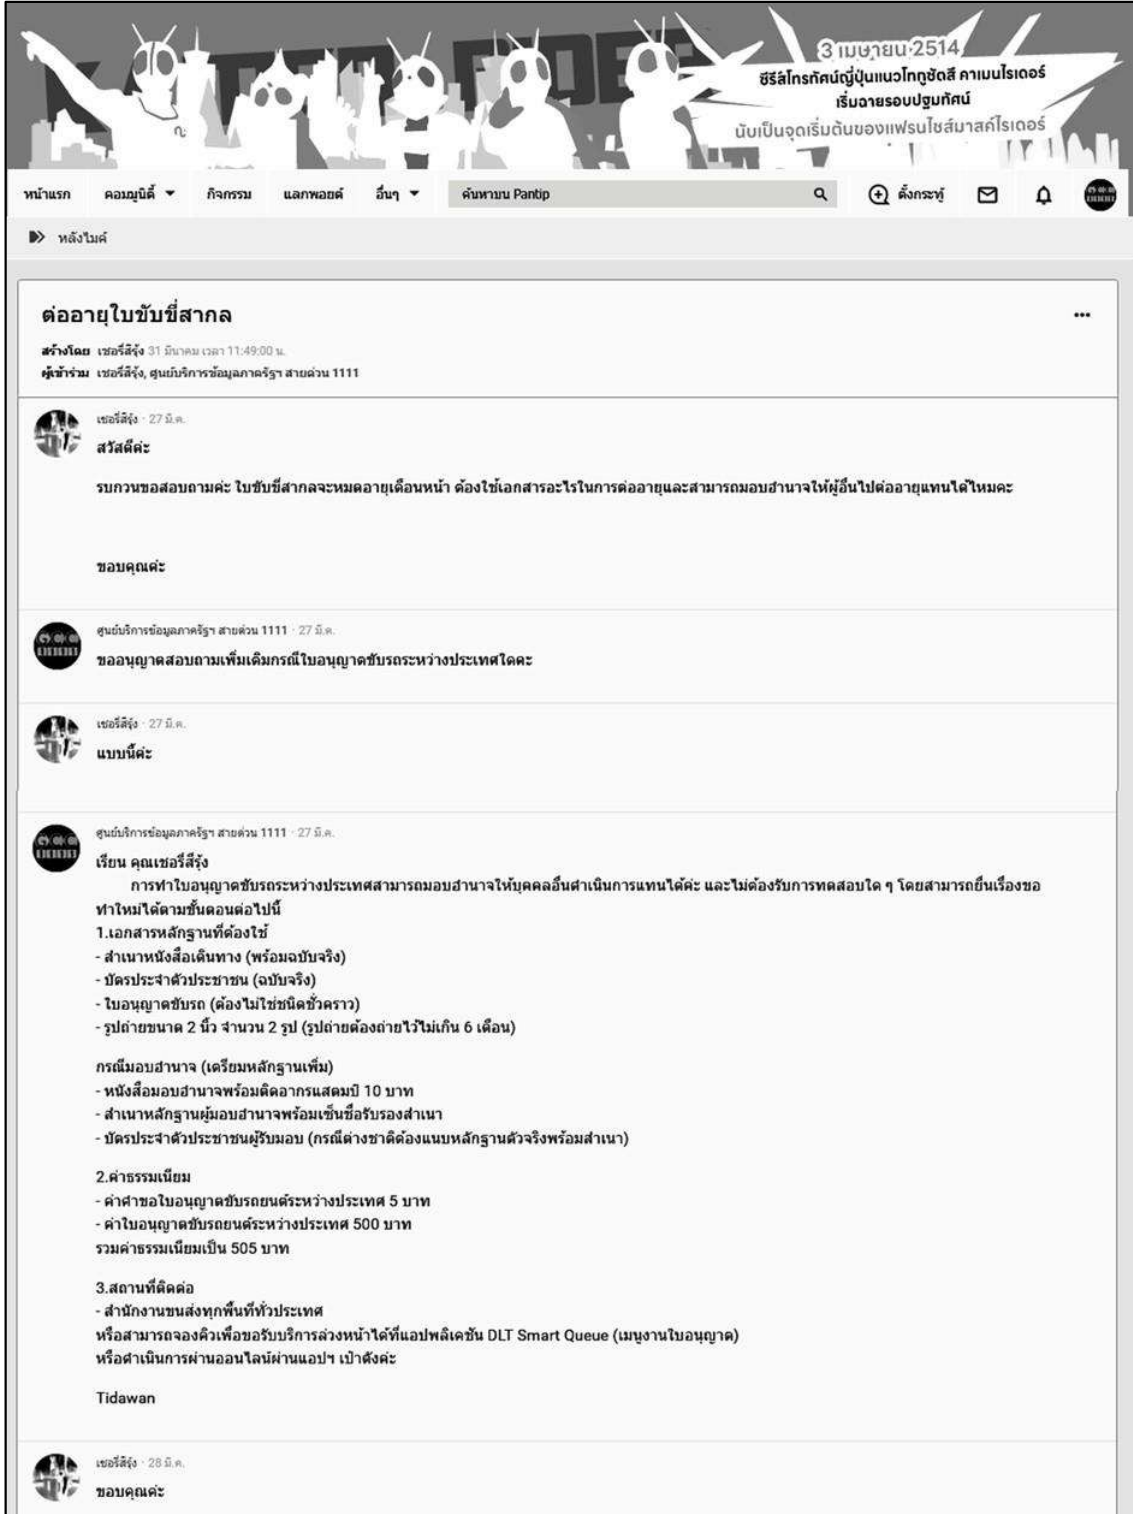 3 เมษายน 2514
ซีรีส์โทรทัศน์ญี่ปุ่นแนวโทกูซัตสึ คาเมนไรเดอร์
เริ่มฉายรอบปฐมทัศน์
นับเป็นจุดเริ่มต้นของแฟรนไชส์มาสค์ไรเดอร์
หน้าแรก คอมมูนิตี้ กิจกรรม แลกพอยต์ อื่นๆ ค้นหาบน Pantip ตั้งกระทู้
หลังไมค์
ต่ออายุใบขับขี่สากล
สร้างโดย เชอรี่สีรุ้ง 31 มีนาคม เวลา 11:49:00 น.
ผู้เข้าร่วม เชอรี่สีรุ้ง, ศูนย์บริการข้อมูลภาครัฐฯ สายด่วน 1111
เชอรี่สีรุ้ง · 27 มี.ค.
สวัสดีค่ะ
รบกวนขอสอบถามค่ะ ใบขับขี่สากลจะหมดอายุเดือนหน้า ต้องใช้เอกสารอะไรในการต่ออายุและสามารถมอบอำนาจให้ผู้อื่นไปต่ออายุแทนได้ไหมคะ
ขอบคุณค่ะ
ศูนย์บริการข้อมูลภาครัฐฯ สายด่วน 1111 · 27 มี.ค.
ขออนุญาตสอบถามเพิ่มเติมกรณีใบอนุญาตขับรถระหว่างประเทศใดคะ
เชอรี่สีรุ้ง · 27 มี.ค.
แบบนี้ค่ะ
ศูนย์บริการข้อมูลภาครัฐฯ สายด่วน 1111 · 27 มี.ค.
เรียน คุณเชอรี่สีรุ้ง
การทำใบอนุญาตขับรถระหว่างประเทศสามารถมอบอำนาจให้บุคคลอื่นดำเนินการแทนได้ค่ะ และไม่ต้องรับการทดสอบใด ๆ โดยสามารถยื่นเรื่องขอ
ทำใหม่ได้ตามขั้นตอนต่อไปนี้
1.เอกสารหลักฐานที่ต้องใช้
- สำเนาหนังสือเดินทาง (พร้อมฉบับจริง)
- บัตรประจำตัวประชาชน (ฉบับจริง)
- ใบอนุญาตขับรถ (ต้องไม่ใช่ชนิดชั่วคราว)
- รูปถ่ายขนาด 2 นิ้ว จำนวน 2 รูป (รูปถ่ายต้องถ่ายไว้ไม่เกิน 6 เดือน)
กรณีมอบอำนาจ (เตรียมหลักฐานเพิ่ม)
- หนังสือมอบอำนาจพร้อมติดอากรแสตมป์ 10 บาท
- สำเนาหลักฐานผู้มอบอำนาจพร้อมเซ็นชื่อรับรองสำเนา
- บัตรประจำตัวประชาชนผู้รับมอบ (กรณีต่างชาติต้องแนบหลักฐานตัวจริงพร้อมสำเนา)
2.ค่าธรรมเนียม
- ค่าคำขอใบอนุญาตขับรถยนต์ระหว่างประเทศ 5 บาท
- ค่าใบอนุญาตขับรถยนต์ระหว่างประเทศ 500 บาท
รวมค่าธรรมเนียมเป็น 505 บาท
3.สถานที่ติดต่อ
- สำนักงานขนส่งทุกพื้นที่ทั่วประเทศ
หรือสามารถจองคิวเพื่อขอรับบริการล่วงหน้าได้ที่แอปพลิเคชัน DLT Smart Queue (เมนูงานใบอนุญาต)
หรือดำเนินการผ่านออนไลน์ผ่านแอปฯ เป๋าตังค่ะ
Tidawan
เชอรี่สีรุ้ง · 28 มี.ค.
ขอบคุณค่ะ